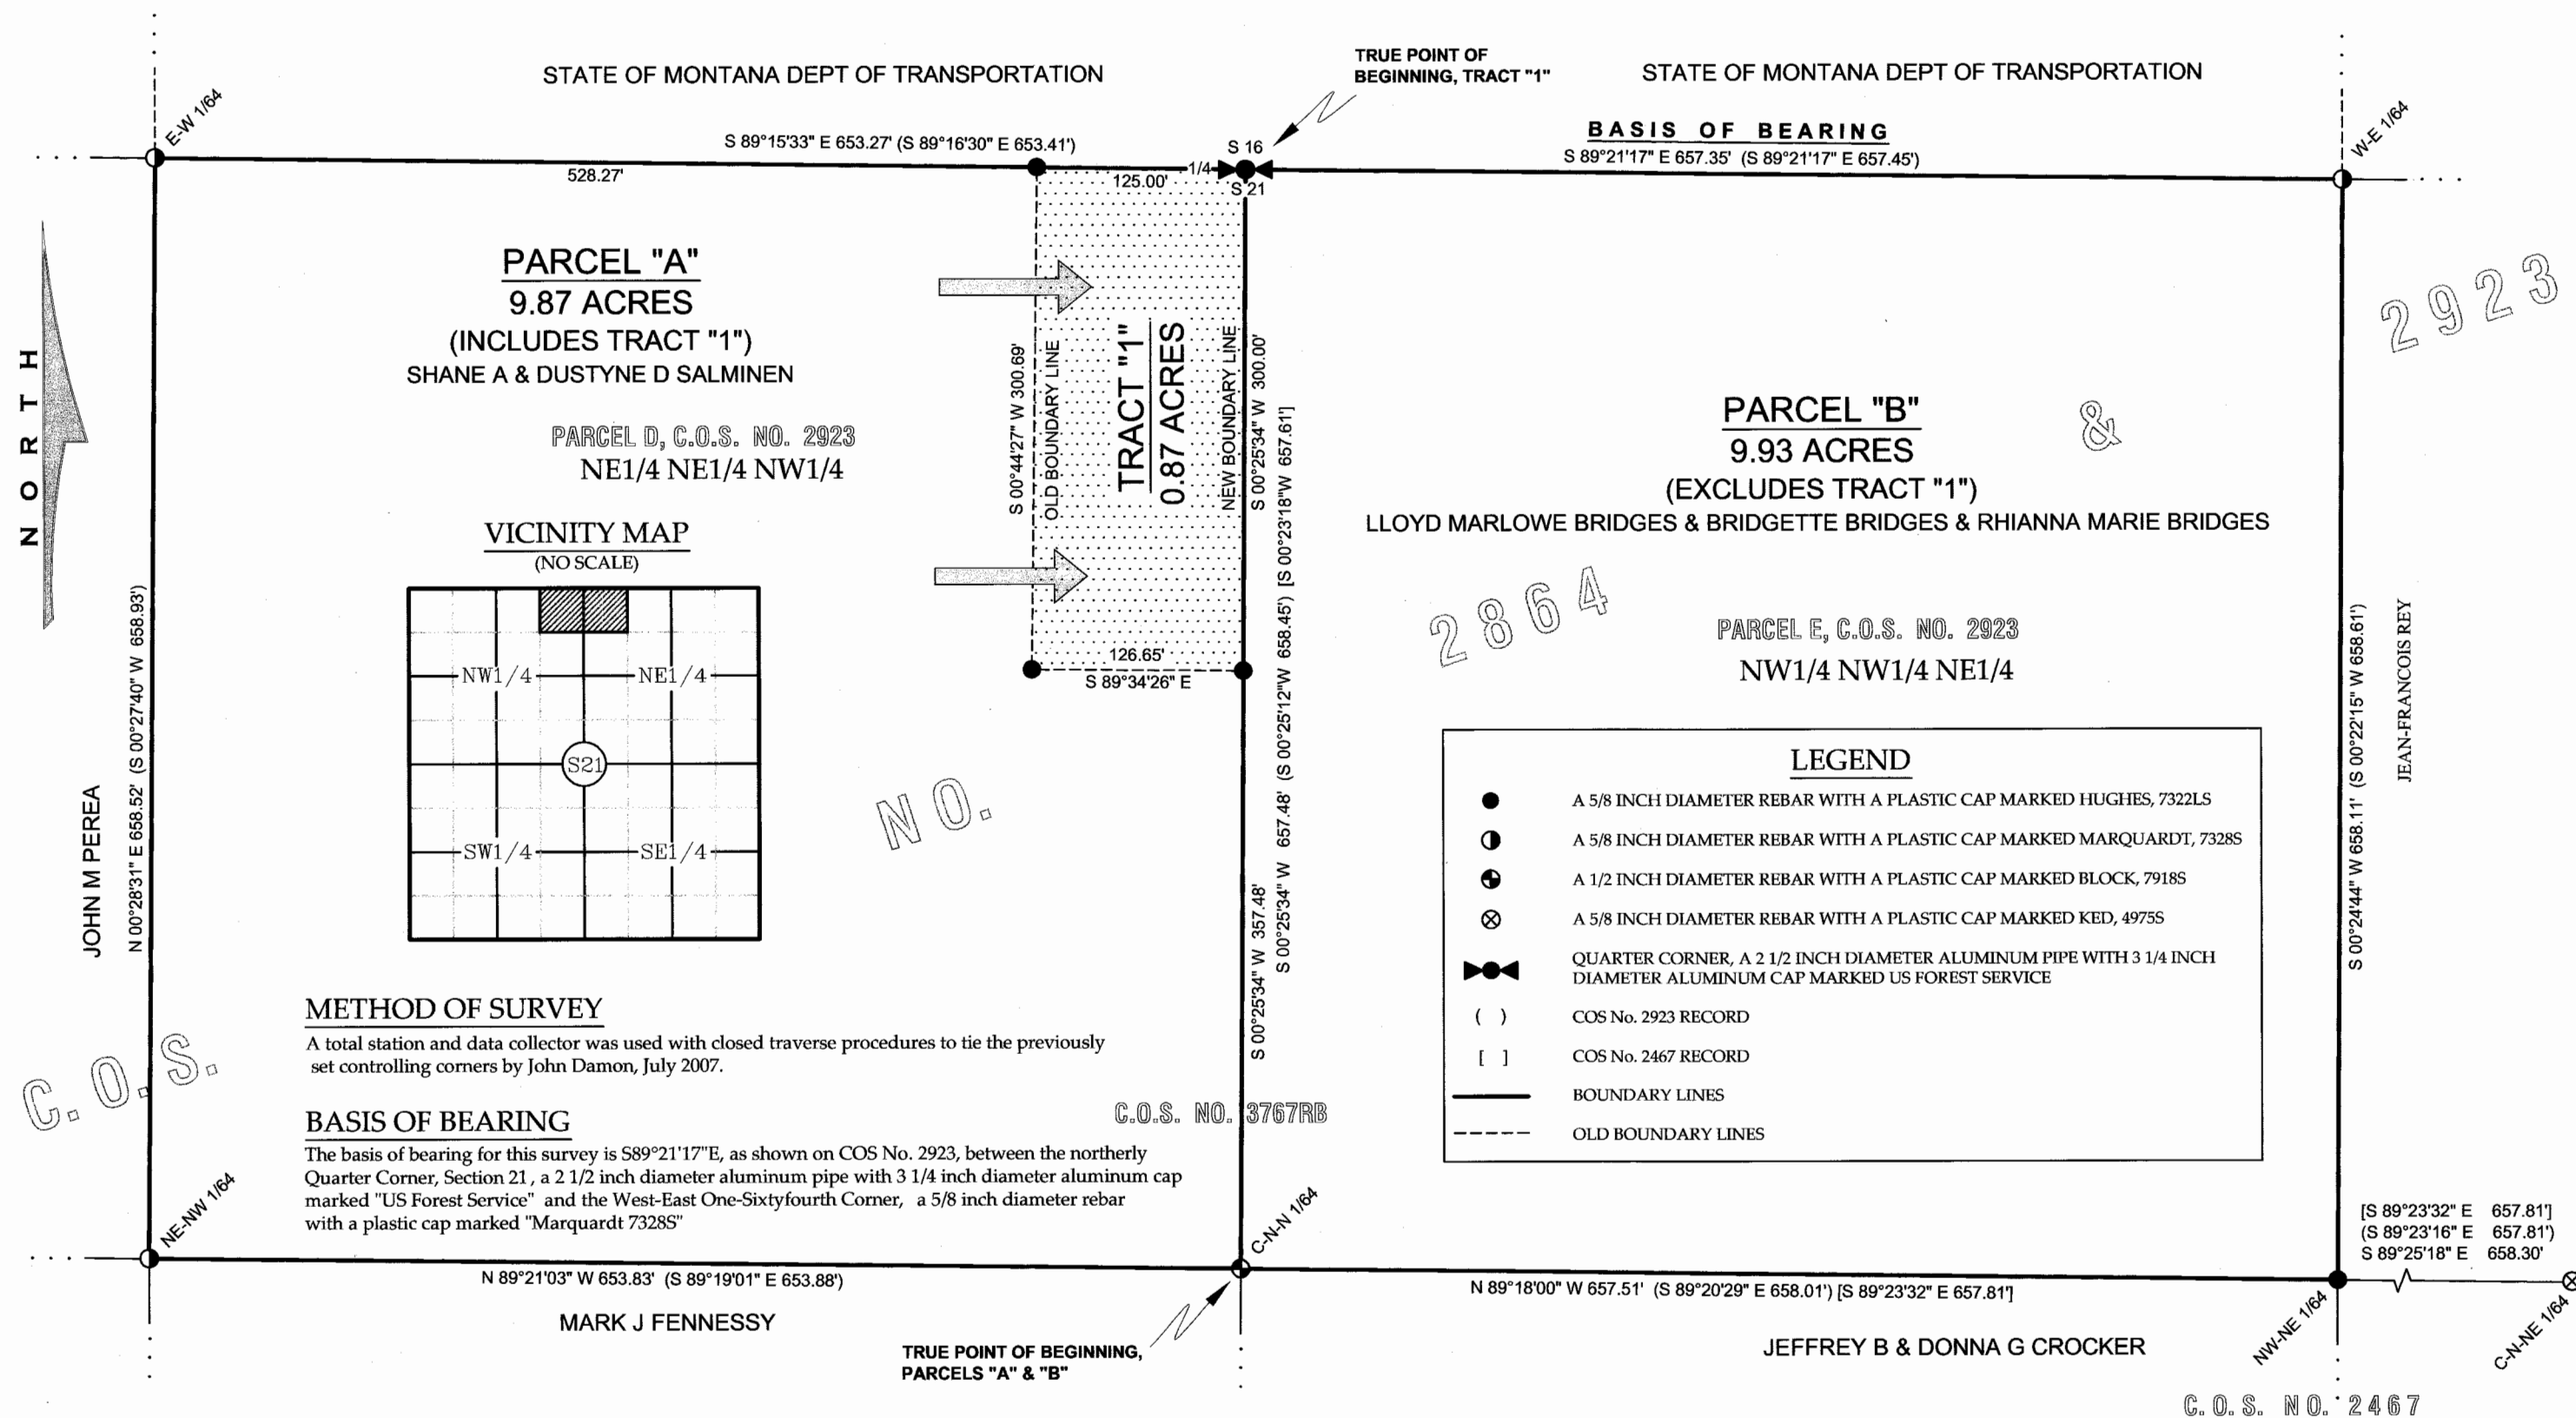 STATE OF MONTANA DEPT OF TRANSPORTATION
TRUE POINT OF
BEGINNING, TRACT "1"
STATE OF MONTANA DEPT OF TRANSPORTATION
E-W 1/64
S 89°15'33" E 653.27' (S 89°16'30" E 653.41')
528.27'
125.00'
1/4
S 16
S 21
BASIS OF BEARING
S 89°21'17" E 657.35' (S 89°21'17" E 657.45')
W-E 1/64
NORTH
PARCEL "A"
9.87 ACRES
(INCLUDES TRACT "1")
SHANE A & DUSTYNE D SALMINEN
PARCEL D, C.O.S. NO. 2923
NE1/4 NE1/4 NW1/4
S 00°44'27" W 300.69'
OLD BOUNDARY LINE
TRACT "1"
0.87 ACRES
NEW BOUNDARY LINE
S 00°25'34" W 300.00'
S 00°25'34" W 657.48' (S 00°25'12"W 658.45') [S 00°23'18"W 657.61']
126.65'
S 89°34'26" E
S 00°25'34" W 357.48'
PARCEL "B"
9.93 ACRES
(EXCLUDES TRACT "1")
LLOYD MARLOWE BRIDGES & BRIDGETTE BRIDGES & RHIANNA MARIE BRIDGES
PARCEL E, C.O.S. NO. 2923
NW1/4 NW1/4 NE1/4
C.O.S. NO. 2864 & 2923
VICINITY MAP
(NO SCALE)
NW1/4
NE1/4
S21
SW1/4
SE1/4
JOHN M PEREA
N 00°28'31" E 658.52' (S 00°27'40" W 658.93')
S 00°24'44" W 658.11' (S 00°22'15" W 658.61')
JEAN-FRANCOIS REY
LEGEND
A 5/8 INCH DIAMETER REBAR WITH A PLASTIC CAP MARKED HUGHES, 7322LS
A 5/8 INCH DIAMETER REBAR WITH A PLASTIC CAP MARKED MARQUARDT, 7328S
A 1/2 INCH DIAMETER REBAR WITH A PLASTIC CAP MARKED BLOCK, 7918S
A 5/8 INCH DIAMETER REBAR WITH A PLASTIC CAP MARKED KED, 4975S
QUARTER CORNER, A 2 1/2 INCH DIAMETER ALUMINUM PIPE WITH 3 1/4 INCH
DIAMETER ALUMINUM CAP MARKED US FOREST SERVICE
( ) COS No. 2923 RECORD
[ ] COS No. 2467 RECORD
BOUNDARY LINES
OLD BOUNDARY LINES
METHOD OF SURVEY
A total station and data collector was used with closed traverse procedures to tie the previously
set controlling corners by John Damon, July 2007.
BASIS OF BEARING
The basis of bearing for this survey is S89°21'17"E, as shown on COS No. 2923, between the northerly
Quarter Corner, Section 21, a 2 1/2 inch diameter aluminum pipe with 3 1/4 inch diameter aluminum cap
marked "US Forest Service" and the West-East One-Sixtyfourth Corner, a 5/8 inch diameter rebar
with a plastic cap marked "Marquardt 7328S"
C.O.S. NO. 3767RB
NE-NW 1/64
C-N-N 1/64
N 89°21'03" W 653.83' (S 89°19'01" E 653.88')
MARK J FENNESSY
TRUE POINT OF BEGINNING,
PARCELS "A" & "B"
N 89°18'00" W 657.51' (S 89°20'29" E 658.01') [S 89°23'32" E 657.81']
JEFFREY B & DONNA G CROCKER
[S 89°23'32" E 657.81']
(S 89°23'16" E 657.81')
S 89°25'18" E 658.30'
NW-NE 1/64
C-N-NE 1/64
C.O.S. NO. 2467